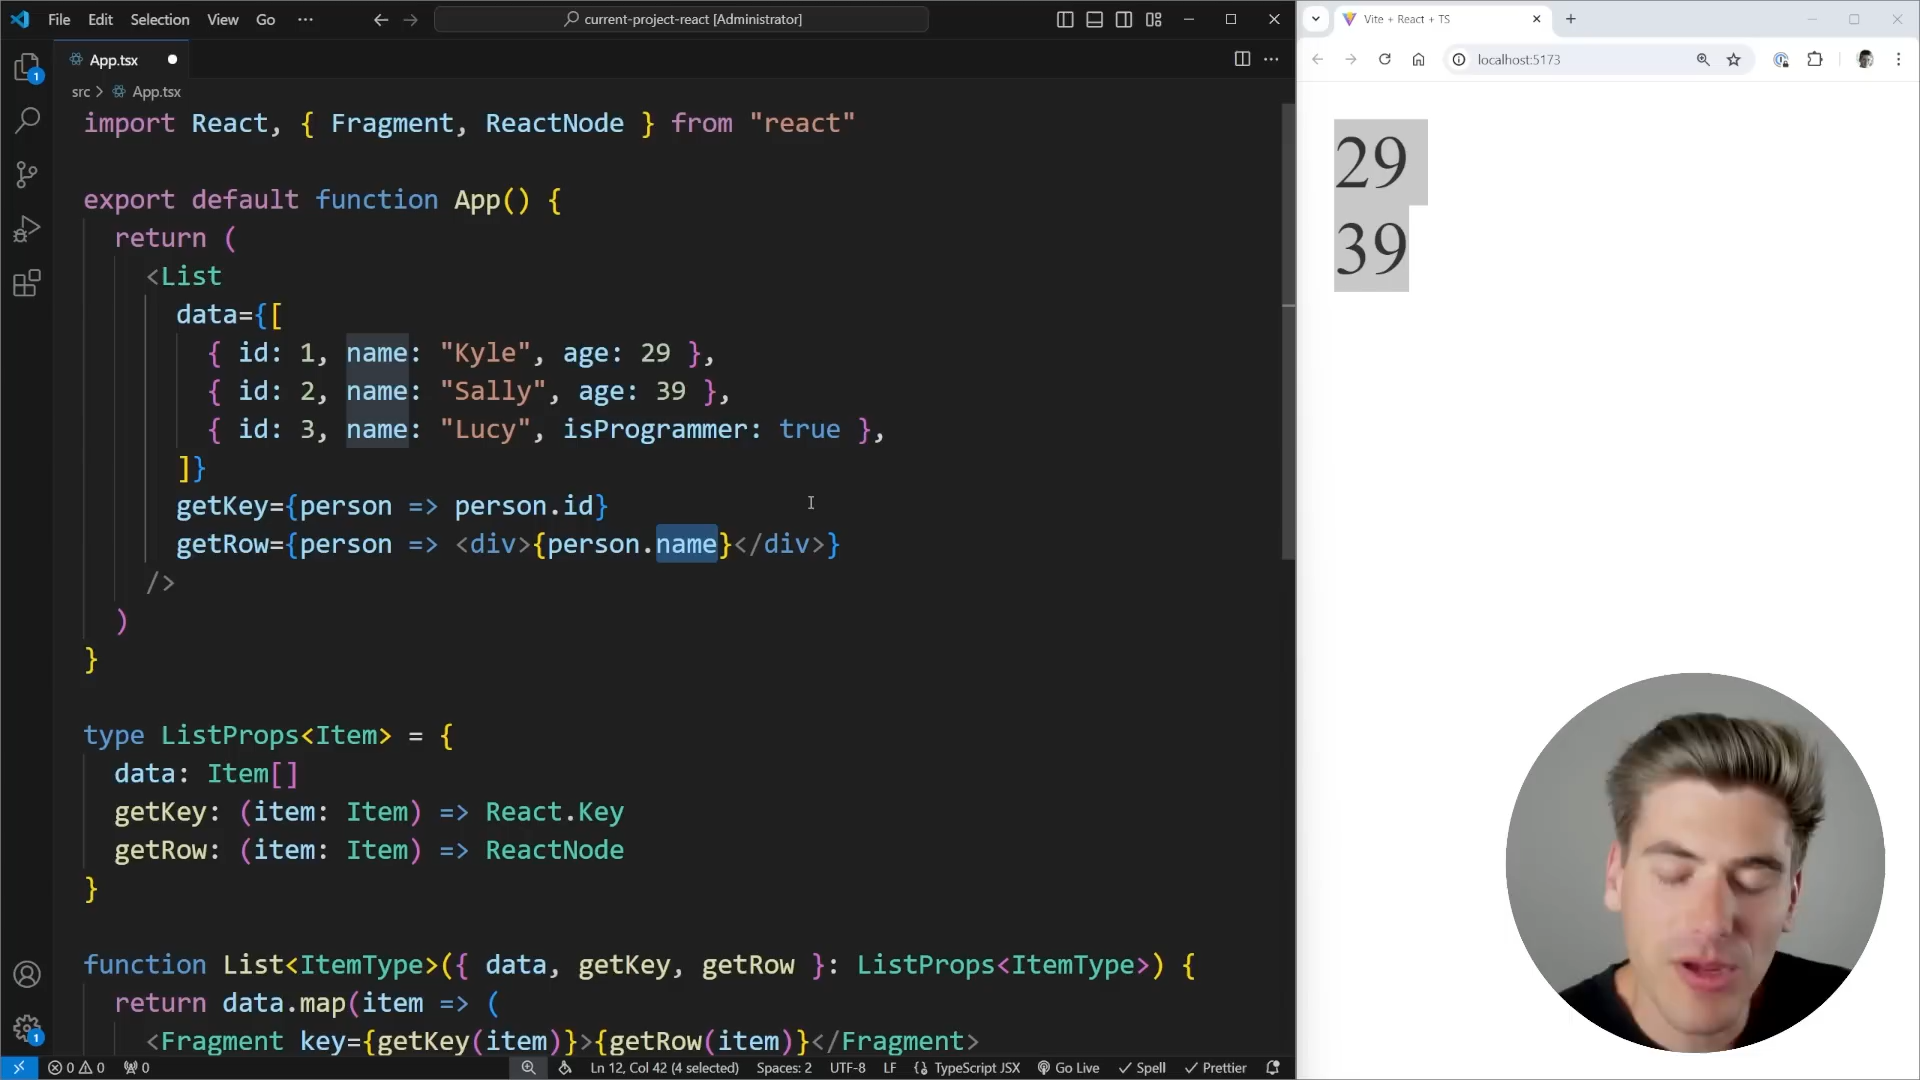 File Edit Selection View Go ··· current-project-react [Administrator]
App.tsx
src > App.tsx
import React, { Fragment, ReactNode } from "react"
export default function App() {
return (
<List
data={[
{ id: 1, name: "Kyle", age: 29 },
{ id: 2, name: "Sally", age: 39 },
{ id: 3, name: "Lucy", isProgrammer: true },
]}
getKey={person => person.id}
getRow={person => <div>{person.name}</div>}
/>
)
}
type ListProps<Item> = {
data: Item[]
getKey: (item: Item) => React.Key
getRow: (item: Item) => ReactNode
}
function List<ItemType>({ data, getKey, getRow }: ListProps<ItemType>) {
return data.map(item => (
<Fragment key={getKey(item)}>{getRow(item)}</Fragment>
1
1
0 0 0 Ln 12, Col 42 (4 selected) Spaces: 2 UTF-8 LF {} TypeScript JSX Go Live Spell Prettier
Vite + React + TS
localhost:5173
29
39